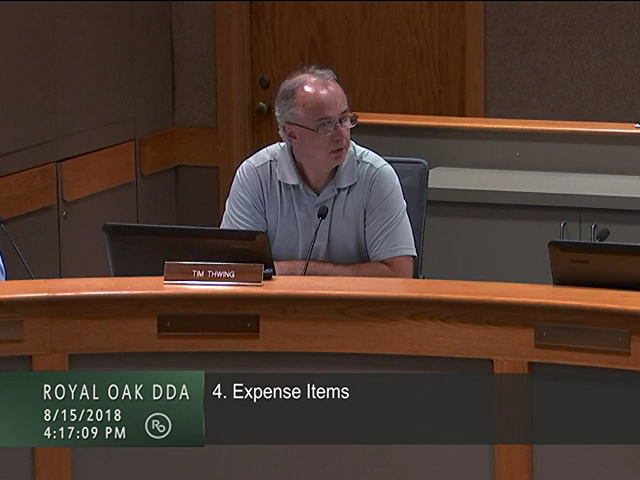 TIM THWING
ROYAL OAK DDA
8/15/2018
4:17:09 PM
RO
4. Expense Items